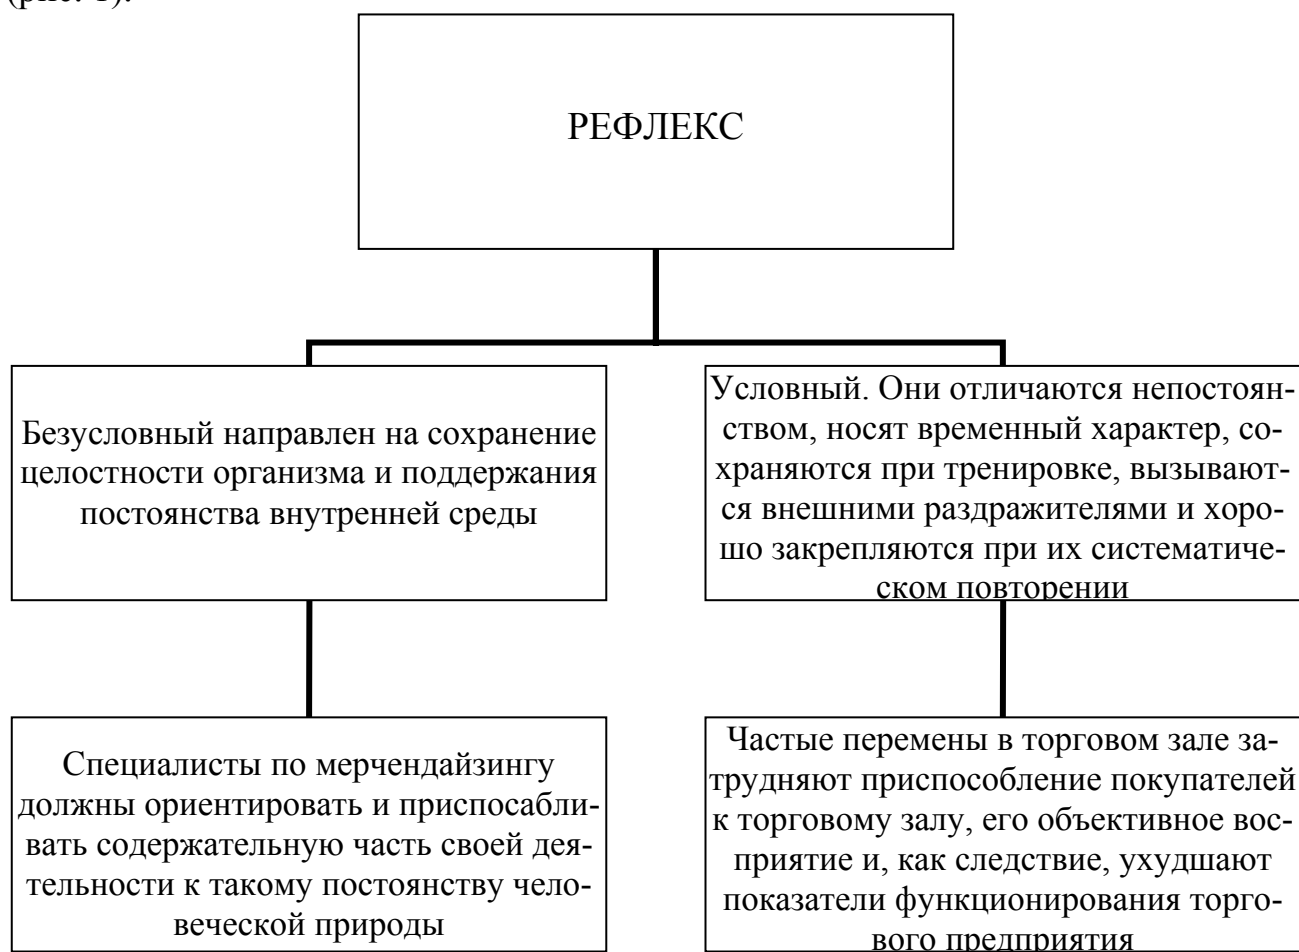 (рис. 1).
РЕФЛЕКС
Безусловный направлен на сохранение
целостности организма и поддержания
постоянства внутренней среды
Условный. Они отличаются непостоян-
ством, носят временный характер, со-
храняются при тренировке, вызывают-
ся внешними раздражителями и хоро-
шо закрепляются при их систематиче-
ском повторении
Специалисты по мерчендайзингу
должны ориентировать и приспосабли-
вать содержательную часть своей дея-
тельности к такому постоянству чело-
веческой природы
Частые перемены в торговом зале за-
трудняют приспособление покупателей
к торговому залу, его объективное вос-
приятие и, как следствие, ухудшают
показатели функционирования торго-
вого предприятия